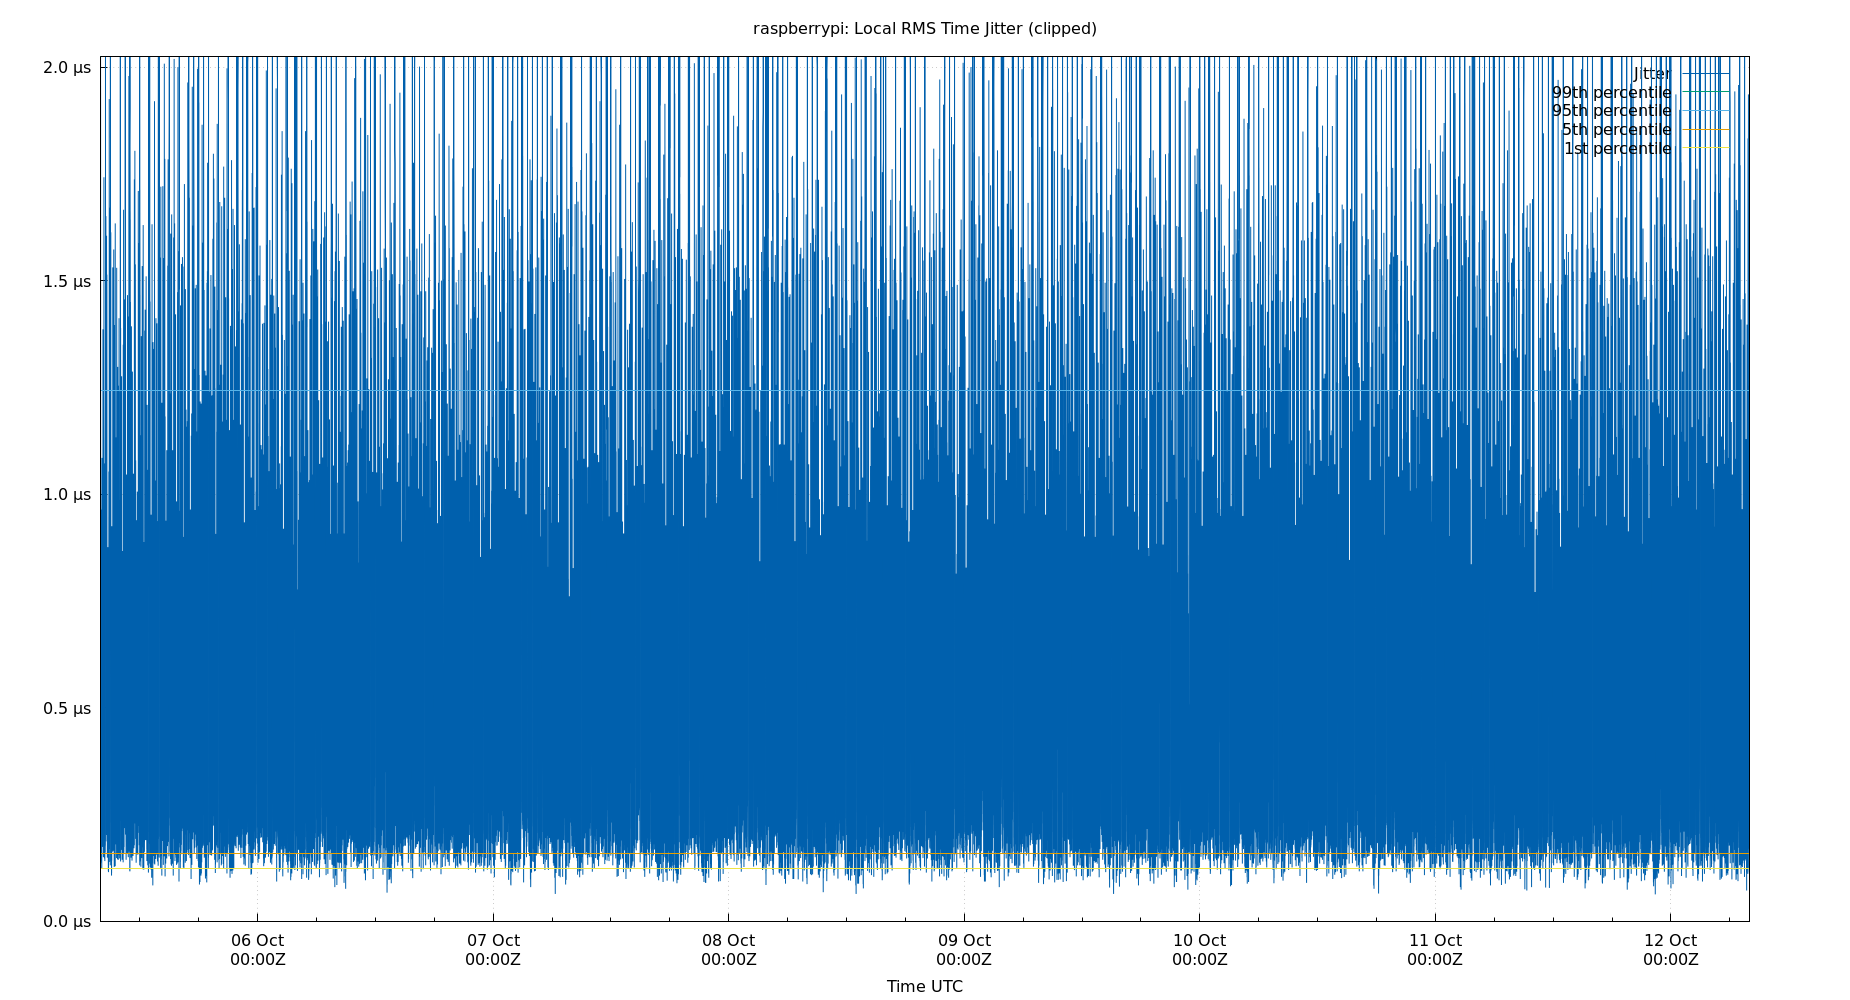 raspberrypi: Local RMS Time Jitter (clipped)
2.0 µs
1.5 µs
1.0 µs
0.5 µs
0.0 µs
Jitter
99th percentile
95th percentile
5th percentile
1st percentile
06 Oct
00:00Z
07 Oct
00:00Z
08 Oct
00:00Z
09 Oct
00:00Z
10 Oct
00:00Z
11 Oct
00:00Z
12 Oct
00:00Z
Time UTC